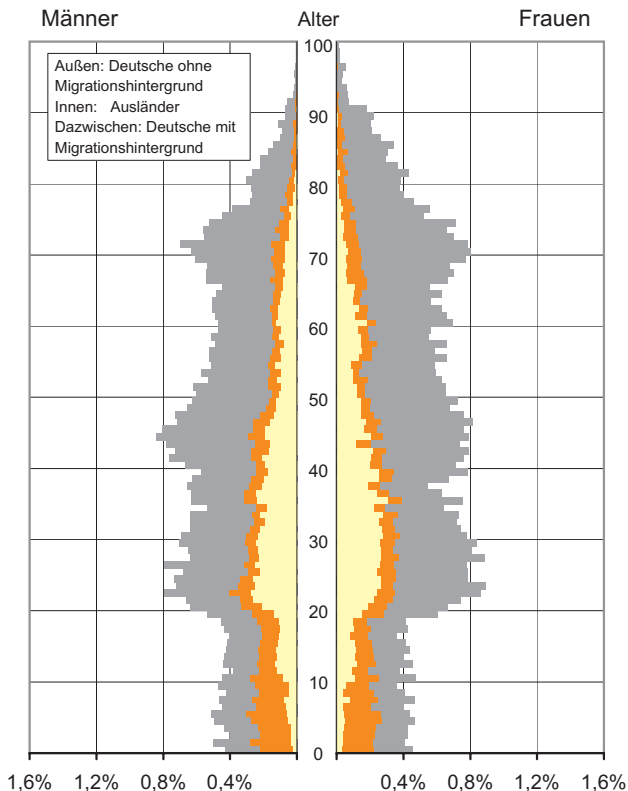 Männer Alter Frauen
100
Außen: Deutsche ohne
Migrationshintergrund
Innen: Ausländer
Dazwischen: Deutsche mit
Migrationshintergrund
90
80
70
60
50
40
30
20
10
0
1,6% 1,2% 0,8% 0,4% 0,4% 0,8% 1,2% 1,6%